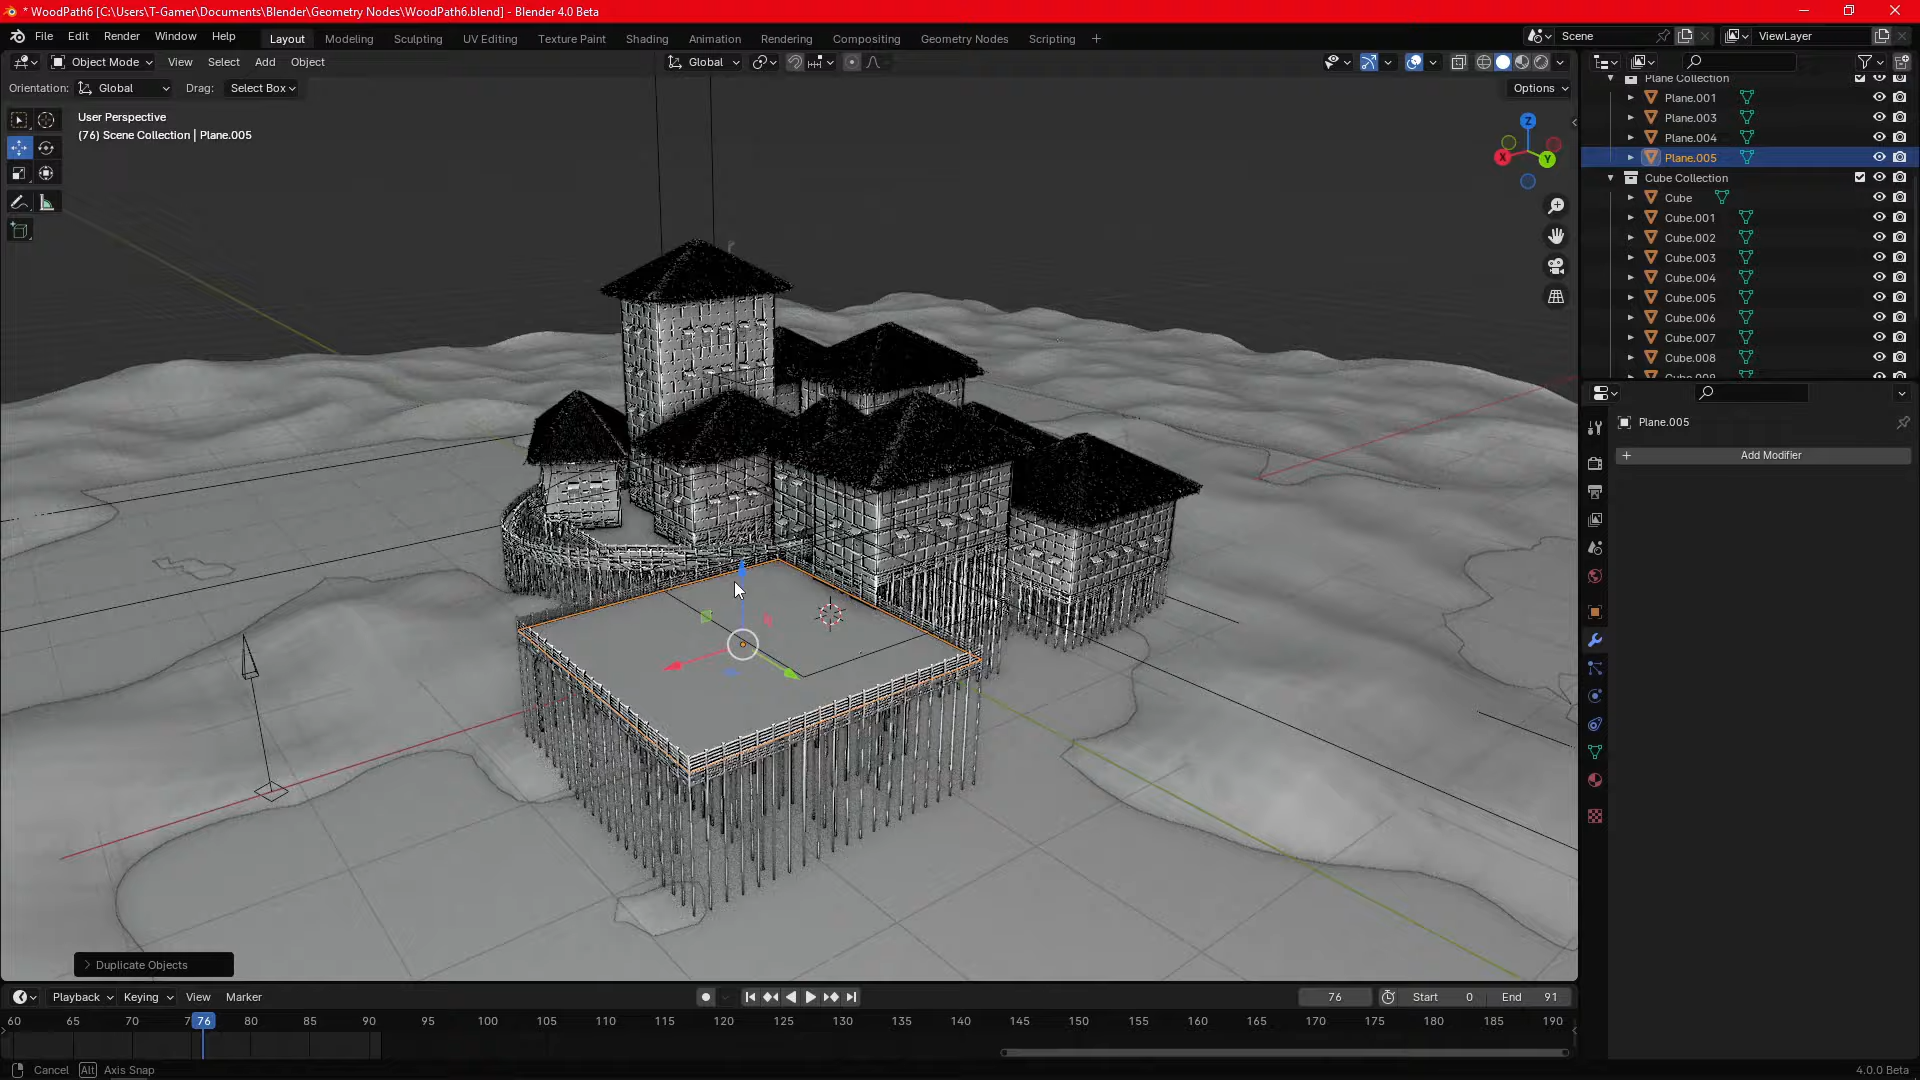 * WoodPath6 [C:\Users\T-Gamer\Documents\Blender\Geometry Nodes\WoodPath6.blend] - Blender 4.0 Beta
File Edit Render Window Help
Layout Modeling Sculpting UV Editing Texture Paint Shading Animation Rendering Compositing Geometry Nodes Scripting +
Scene
ViewLayer
Object Mode View Select Add Object
Global
Orientation: Global Drag: Select Box
Options
User Perspective
(76) Scene Collection | Plane.005
X
Y
Z
Plane Collection
Plane.001
Plane.003
Plane.004
Plane.005
Cube Collection
Cube
Cube.001
Cube.002
Cube.003
Cube.004
Cube.005
Cube.006
Cube.007
Cube.008
Cube.009
Plane.005
+ Add Modifier
Duplicate Objects
Playback Keying View Marker
76 Start 0 End 91
60 65 70 7 76 80 85 90 95 100 105 110 115 120 125 130 135 140 145 150 155 160 165 170 175 180 185 190
Cancel Alt Axis Snap
4.0.0 Beta